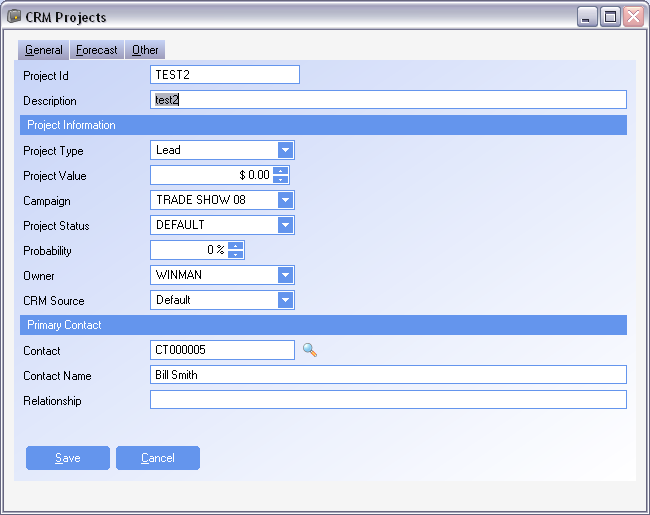 CRM Projects
General Forecast Other
Project Id TEST2
Description test2
Project Information
Project Type Lead
Project Value $ 0.00
Campaign TRADE SHOW 08
Project Status DEFAULT
Probability 0 %
Owner WINMAN
CRM Source Default
Primary Contact
Contact CT000005
Contact Name Bill Smith
Relationship
Save Cancel